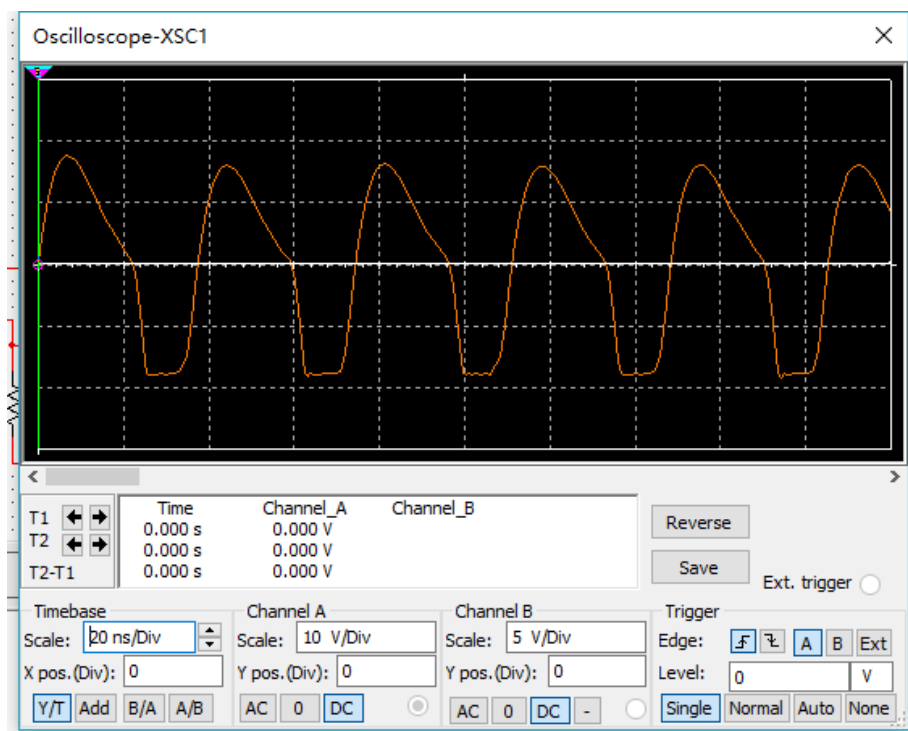 Oscilloscope-XSC1
Time Channel_A Channel_B
T1 0.000 s 0.000 V
T2 0.000 s 0.000 V
T2-T1 0.000 s 0.000 V
Reverse
Save
Ext. trigger
Timebase
Scale: 20 ns/Div
X pos.(Div): 0
Y/T Add B/A A/B
Channel A
Scale: 10 V/Div
Y pos.(Div): 0
AC 0 DC
Channel B
Scale: 5 V/Div
Y pos.(Div): 0
AC 0 DC -
Trigger
Edge: A B Ext
Level: 0 V
Single Normal Auto None